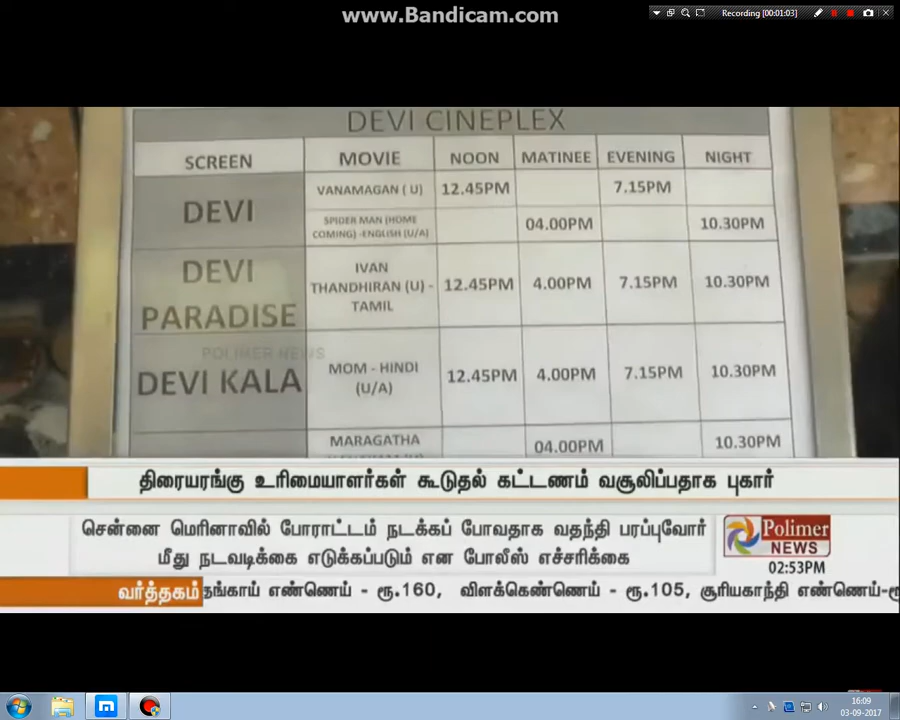 www.Bandicam.com
Recording [00:01:03]
DEVI CINEPLEX
SCREEN MOVIE NOON MATINEE EVENING NIGHT
DEVI VANAMAGAN ( U) 12.45PM 7.15PM
SPIDER MAN (HOME
COMING) -ENGLISH (U/A) 04.00PM 10.30PM
DEVI
PARADISE
IVAN
THANDHIRAN (U) -
TAMIL
12.45PM 4.00PM 7.15PM 10.30PM
POLIMER NEWS
DEVI KALA
MOM - HINDI
(U/A)
12.45PM 4.00PM 7.15PM 10.30PM
MARAGATHA 04.00PM 10.30PM
திரையரங்கு உரிமையாளர்கள் கூடுதல் கட்டணம் வசூலிப்பதாக புகார்
சென்னை மெரினாவில் போராட்டம் நடக்கப் போவதாக வதந்தி பரப்புவோர்
மீது நடவடிக்கை எடுக்கப்படும் என போலீஸ் எச்சரிக்கை
Polimer
NEWS
02:53PM
வர்த்தகம் எண்ணெய் - ரூ.160, விளக்கெண்ணெய் - ரூ.105, சூரியகாந்தி எண்ணெய்-
16:09
03-09-2017